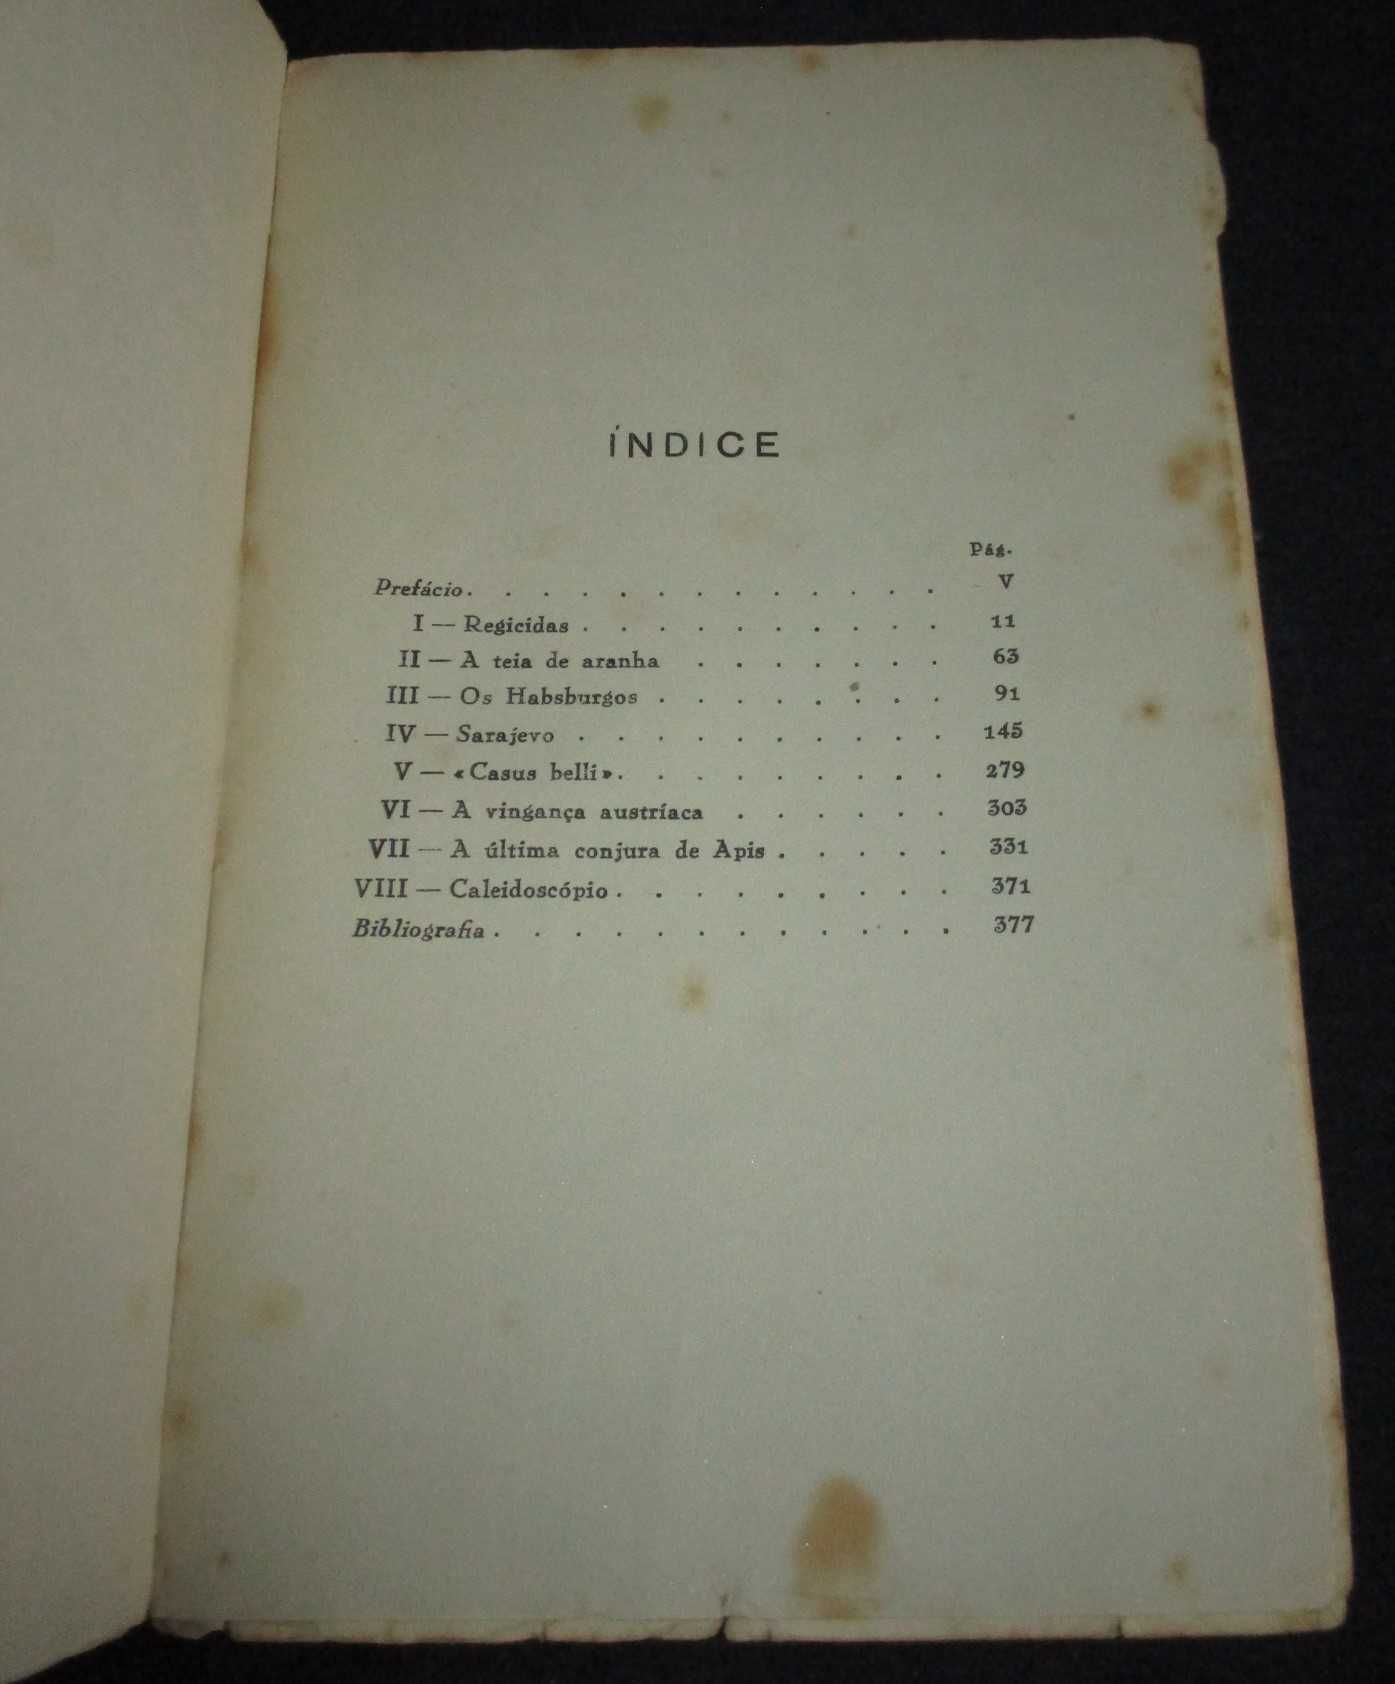 ÍNDICE
Pág.
Prefácio . . . . . . . . . . . . . V
I — Regicidas . . . . . . . . . . 11
II — A teia de aranha . . . . . . . 63
III — Os Habsburgos . . . . . . . . 91
IV — Sarajevo . . . . . . . . . . 145
V — «Casus belli» . . . . . . . . . 279
VI — A vingança austríaca . . . . . . 303
VII — A última conjura de Apis . . . . . 331
VIII — Caleidoscópio . . . . . . . . . 371
Bibliografia . . . . . . . . . . . . 377